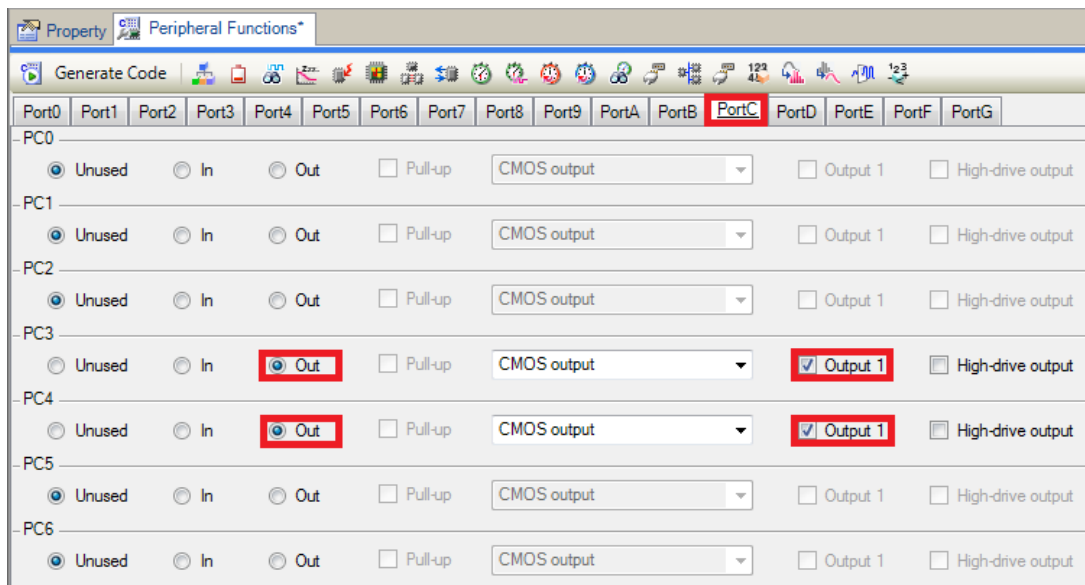 Property Peripheral Functions*
Generate Code
Port0 Port1 Port2 Port3 Port4 Port5 Port6 Port7 Port8 Port9 PortA PortB PortC PortD PortE PortF PortG
PC0
Unused In Out Pull-up CMOS output Output 1 High-drive output
PC1
Unused In Out Pull-up CMOS output Output 1 High-drive output
PC2
Unused In Out Pull-up CMOS output Output 1 High-drive output
PC3
Unused In Out Pull-up CMOS output Output 1 High-drive output
PC4
Unused In Out Pull-up CMOS output Output 1 High-drive output
PC5
Unused In Out Pull-up CMOS output Output 1 High-drive output
PC6
Unused In Out Pull-up CMOS output Output 1 High-drive output